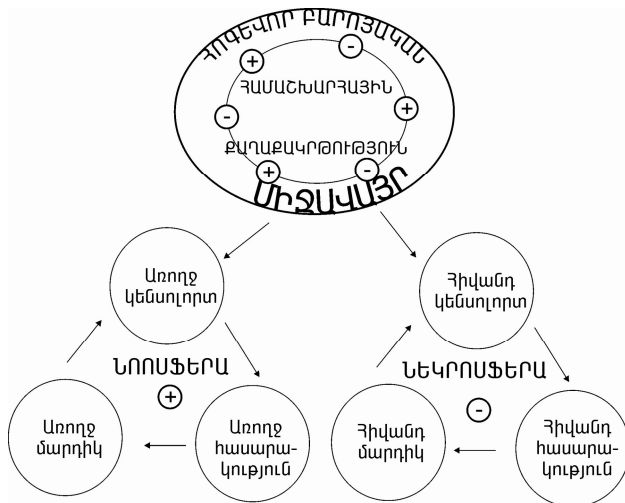 ՀՈԳԵՎՈՐ ԲԱՐՈՅԱԿԱՆ
-
+
ՀԱՄԱՇԽԱՐՀԱՅԻՆ
-
+
ՔԱՂԱՔԱԿՐԹՈՒԹՅՈՒՆ
+
-
ՄԻՋԱՎԱՅՐ
Առողջ
կենսոլորտ
Հիվանդ
կենսոլորտ
ՆՈՈՍՖԵՐԱ
+
ՆԵԿՐՈՍՖԵՐԱ
-
Առողջ
մարդիկ
Առողջ
հասարա-
կություն
Հիվանդ
մարդիկ
Հիվանդ
հասարա-
կություն